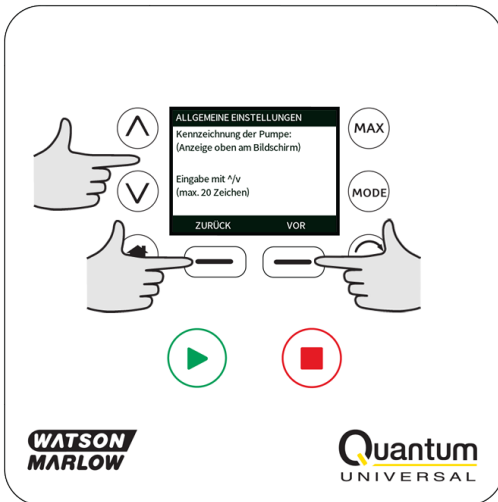 ALLGEMEINE EINSTELLUNGEN
Kennzeichnung der Pumpe:
(Anzeige oben am Bildschirm)
Eingabe mit ^/v
(max. 20 Zeichen)
ZURÜCK VOR
MAX
MODE
WATSON
MARLOW
Quantum
UNIVERSAL